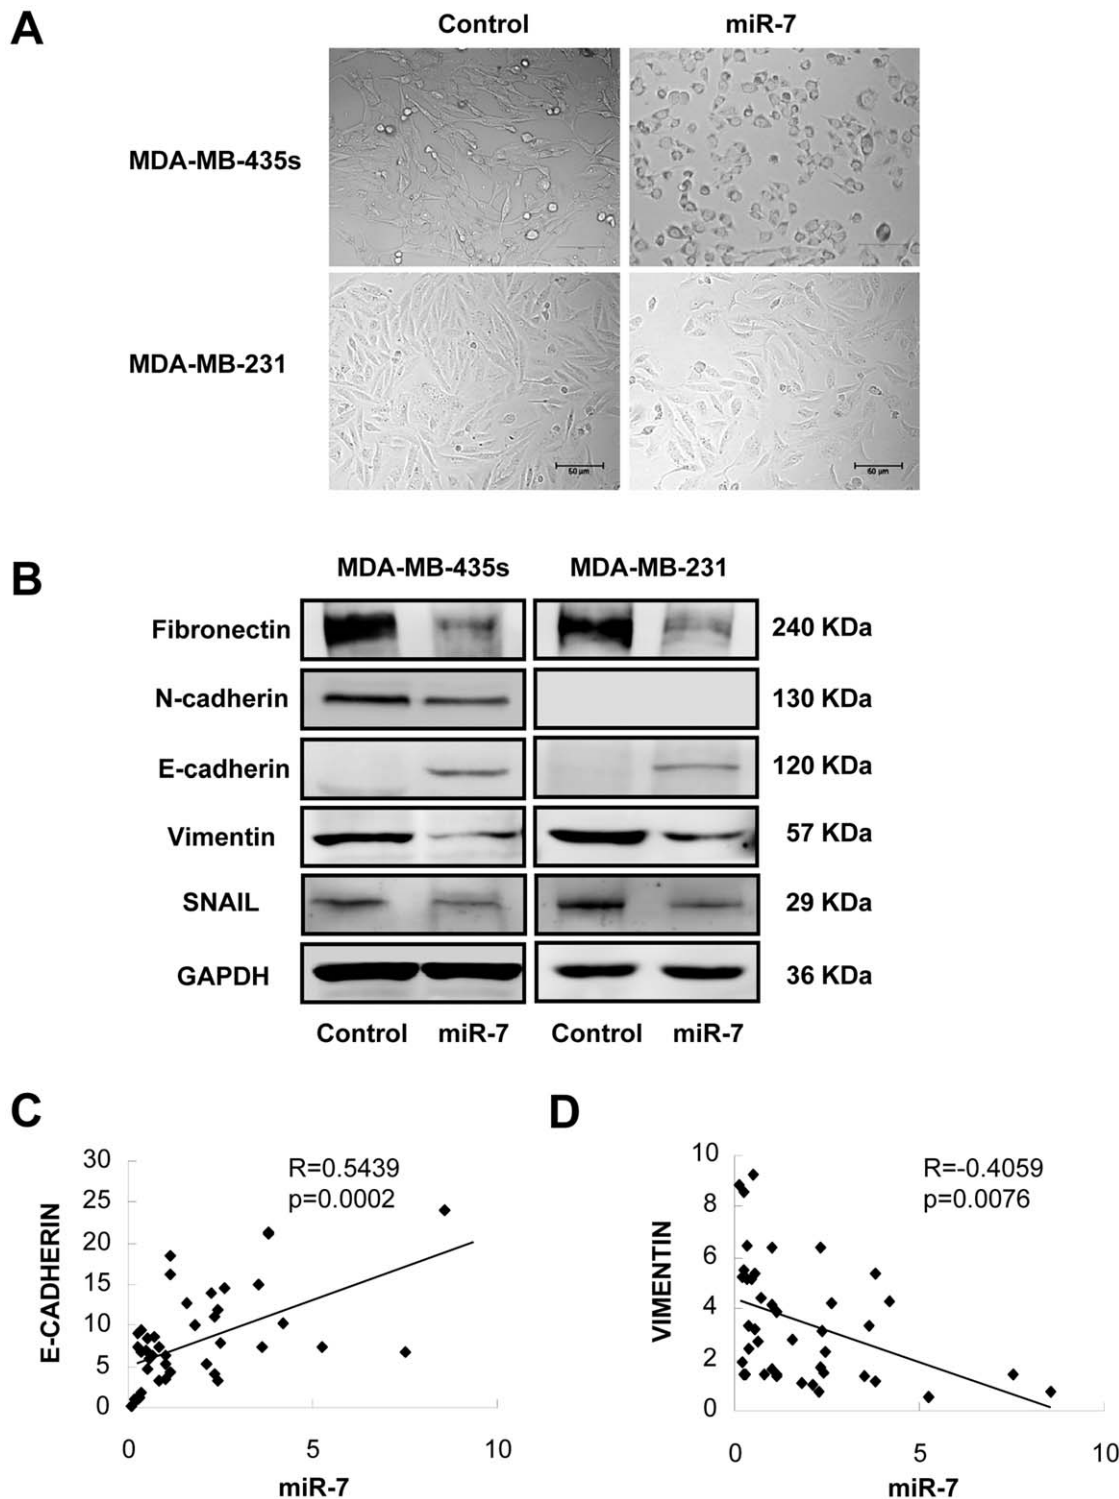 A
Control miR-7
MDA-MB-435s
MDA-MB-231
50 μm 50 μm
B
MDA-MB-435s MDA-MB-231
Fibronectin 240 KDa
N-cadherin 130 KDa
E-cadherin 120 KDa
Vimentin 57 KDa
SNAIL 29 KDa
GAPDH 36 KDa
Control miR-7 Control miR-7
C
R=0.5439
p=0.0002
E-CADHERIN
30
25
20
15
10
5
0
0 5 10
miR-7
D
R=-0.4059
p=0.0076
VIMENTIN
10
8
6
4
2
0
0 5 10
miR-7